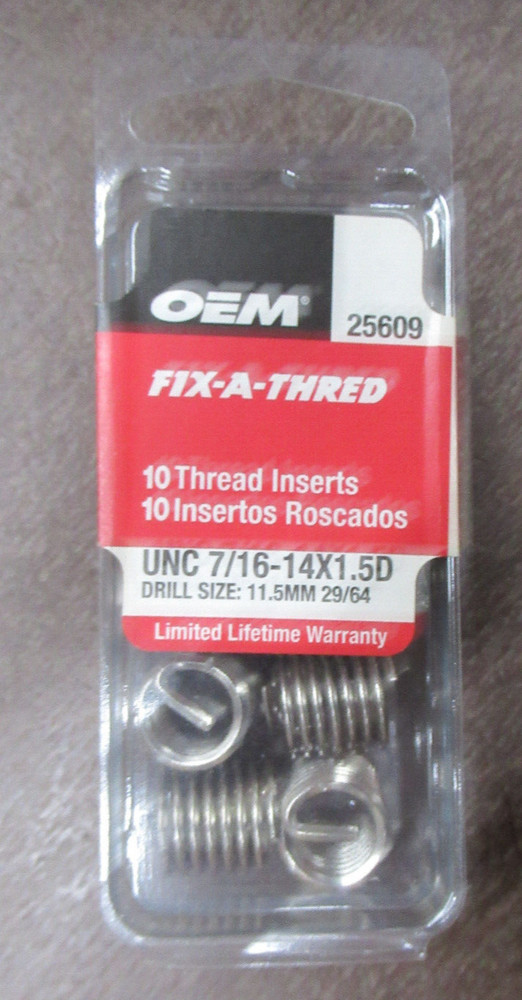 OEM®
25609
FIX-A-THRED
10 Thread Inserts
10 Insertos Roscados
UNC 7/16-14X1.5D
DRILL SIZE: 11.5MM 29/64
Limited Lifetime Warranty